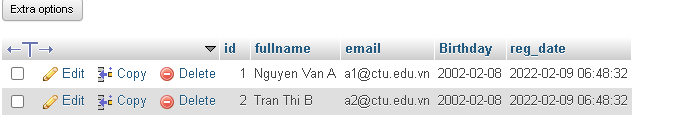 Extra options
id fullname email Birthday reg_date
Edit Copy Delete 1 Nguyen Van A a1@ctu.edu.vn 2002-02-08 2022-02-09 06:48:32
Edit Copy Delete 2 Tran Thi B a2@ctu.edu.vn 2002-02-08 2022-02-09 06:48:32